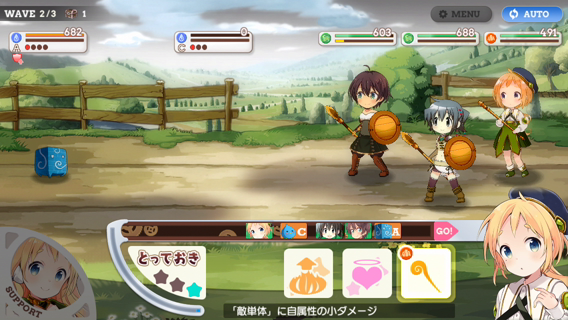 WAVE 2/3 1
MENU
AUTO
682
A
0
C
603
688
491
C
A
GO!
とっておき
SUPPORT
「敵単体」に自属性の小ダメージ